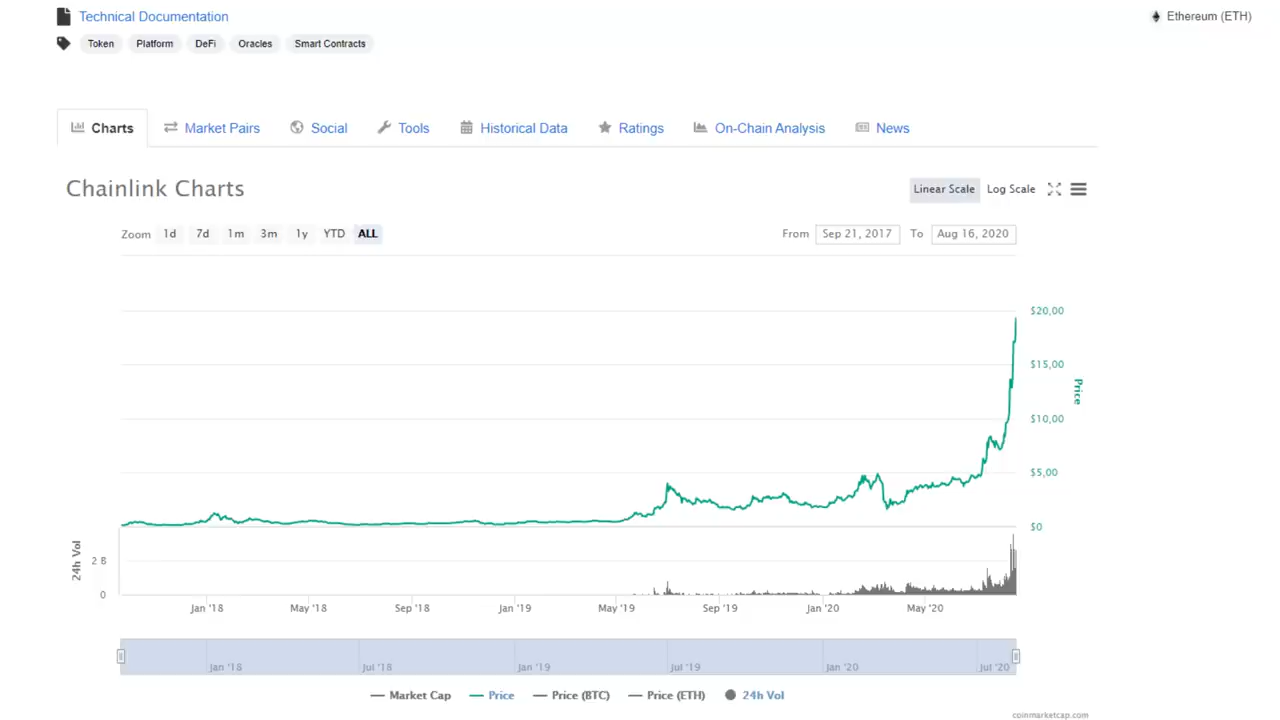 Technical Documentation
Ethereum (ETH)
Token Platform DeFi Oracles Smart Contracts
Charts Market Pairs Social Tools Historical Data Ratings On-Chain Analysis News
Chainlink Charts
Linear Scale Log Scale
Zoom 1d 7d 1m 3m 1y YTD ALL
From Sep 21, 2017 To Aug 16, 2020
$20,00
$15,00
$10,00
$5,00
$0
Price
24h Vol
2 B
0
Jan '18 May '18 Sep '18 Jan '19 May '19 Sep '19 Jan '20 May '20
Jan '18 Jul '18 Jan '19 Jul '19 Jan '20 Jul '20
Market Cap Price Price (BTC) Price (ETH) 24h Vol
coinmarketcap.com